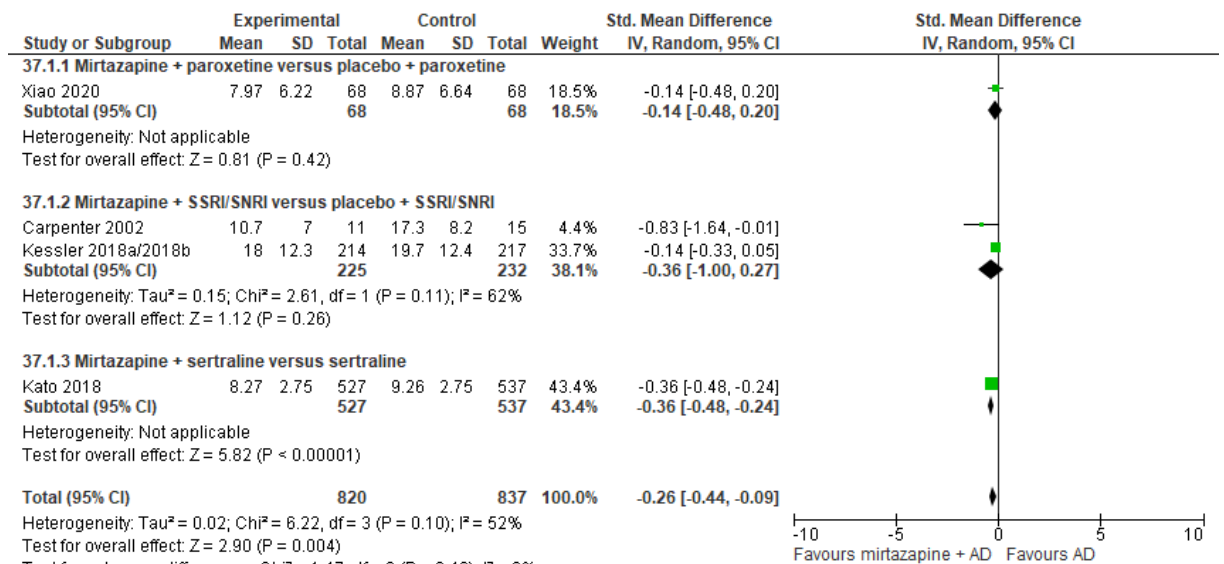 Experimental Control Std. Mean Difference Std. Mean Difference
Study or Subgroup Mean SD Total Mean SD Total Weight IV, Random, 95% CI IV, Random, 95% CI
37.1.1 Mirtazapine + paroxetine versus placebo + paroxetine
Xiao 2020 7.97 6.22 68 8.87 6.64 68 18.5% -0.14 [-0.48, 0.20]
Subtotal (95% CI) 68 68 18.5% -0.14 [-0.48, 0.20]
Heterogeneity: Not applicable
Test for overall effect: Z = 0.81 (P = 0.42)
37.1.2 Mirtazapine + SSRI/SNRI versus placebo + SSRI/SNRI
Carpenter 2002 10.7 7 11 17.3 8.2 15 4.4% -0.83 [-1.64, -0.01]
Kessler 2018a/2018b 18 12.3 214 19.7 12.4 217 33.7% -0.14 [-0.33, 0.05]
Subtotal (95% CI) 225 232 38.1% -0.36 [-1.00, 0.27]
Heterogeneity: Tau² = 0.15; Chi² = 2.61, df = 1 (P = 0.11); I² = 62%
Test for overall effect: Z = 1.12 (P = 0.26)
37.1.3 Mirtazapine + sertraline versus sertraline
Kato 2018 8.27 2.75 527 9.26 2.75 537 43.4% -0.36 [-0.48, -0.24]
Subtotal (95% CI) 527 537 43.4% -0.36 [-0.48, -0.24]
Heterogeneity: Not applicable
Test for overall effect: Z = 5.82 (P < 0.00001)
Total (95% CI) 820 837 100.0% -0.26 [-0.44, -0.09]
Heterogeneity: Tau² = 0.02; Chi² = 6.22, df = 3 (P = 0.10); I² = 52%
Test for overall effect: Z = 2.90 (P = 0.004)
-10 -5 0 5 10
Favours mirtazapine + AD Favours AD